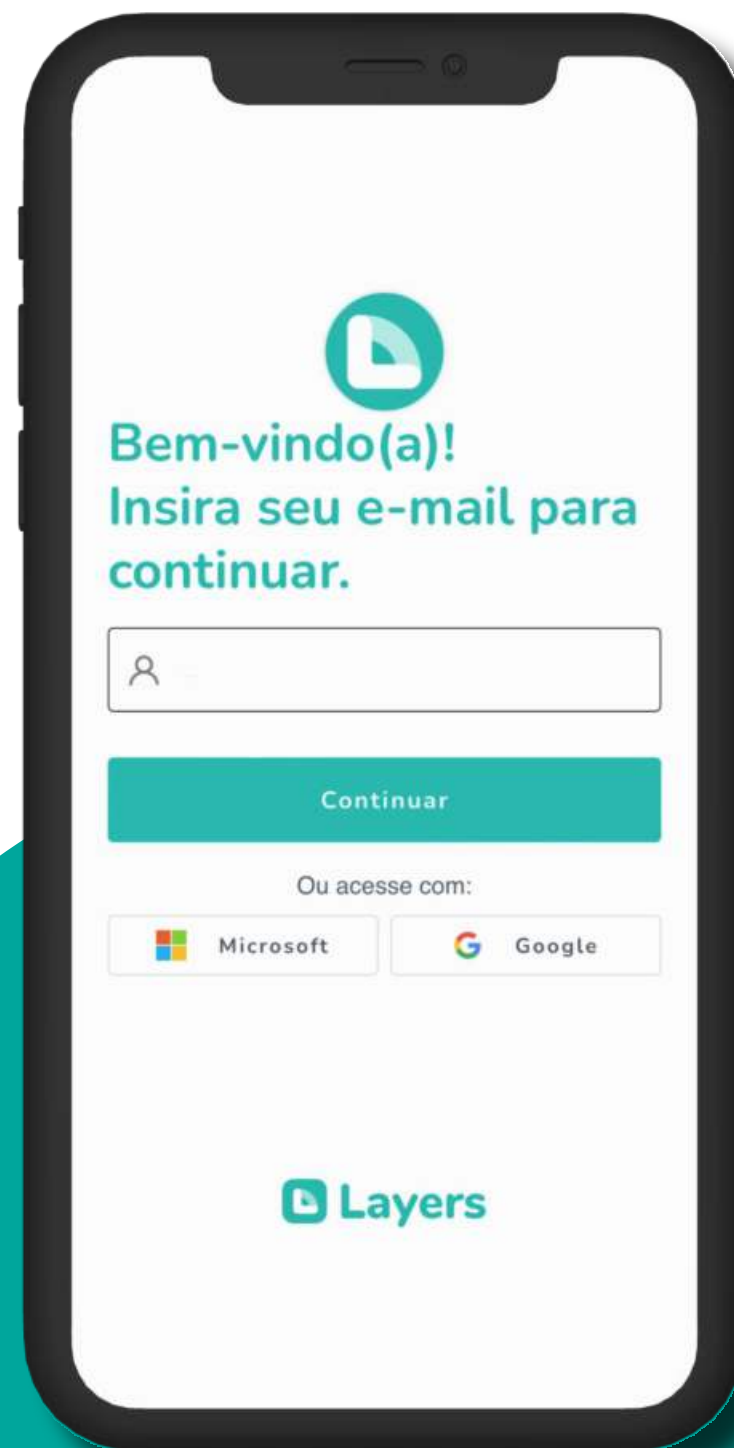 Bem-vindo(a)!
Insira seu e-mail para
continuar.
Continuar
Ou acesse com:
Microsoft
Google
Layers